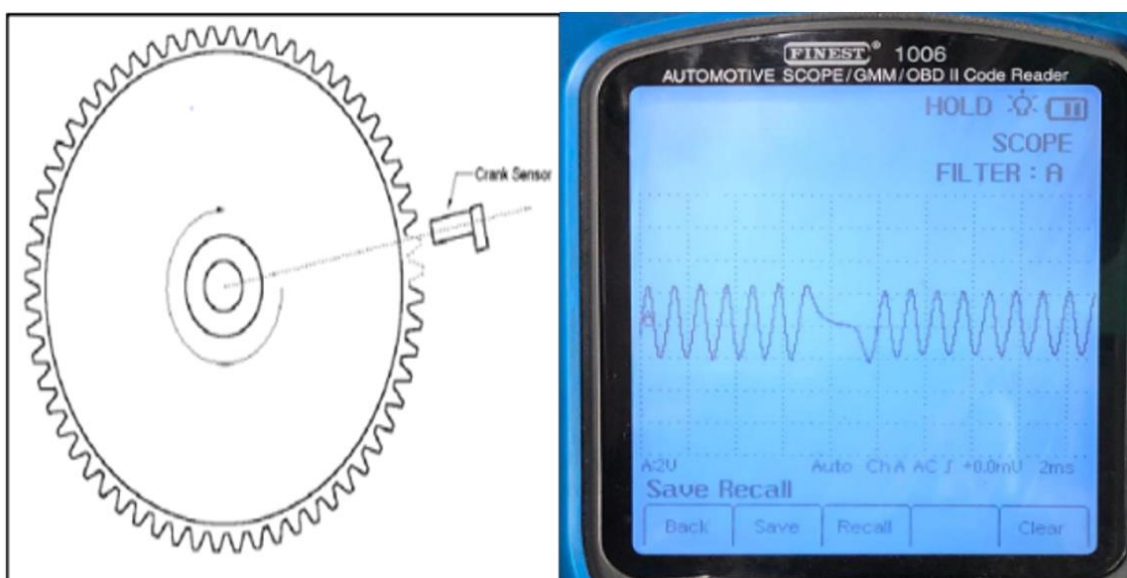 Crank Sensor
FINEST® 1006
AUTOMOTIVE SCOPE/GMM/OBD II Code Reader
HOLD
SCOPE
FILTER : A
A:2V Auto Ch A AC ∫ +0.0mV 2ms
Save Recall
Back Save Recall Clear